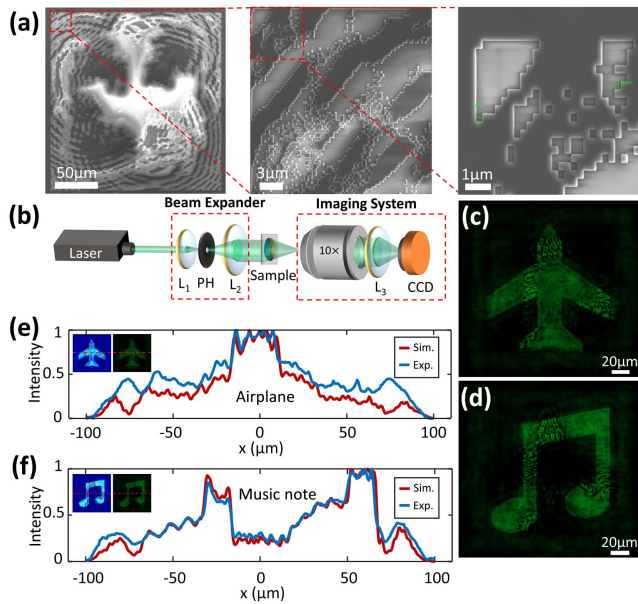 (a)
50μm
3μm
1μm
(b)
Beam Expander
Imaging System
Laser
10×
L1
PH
L2
Sample
L3
CCD
(c)
20μm
(d)
20μm
(e)
Intensity
1
0.5
0
Sim.
Exp.
Airplane
-100
-50
0
50
100
x (μm)
(f)
Intensity
1
0.5
0
Music note
Sim.
Exp.
-100
-50
0
50
100
x (μm)